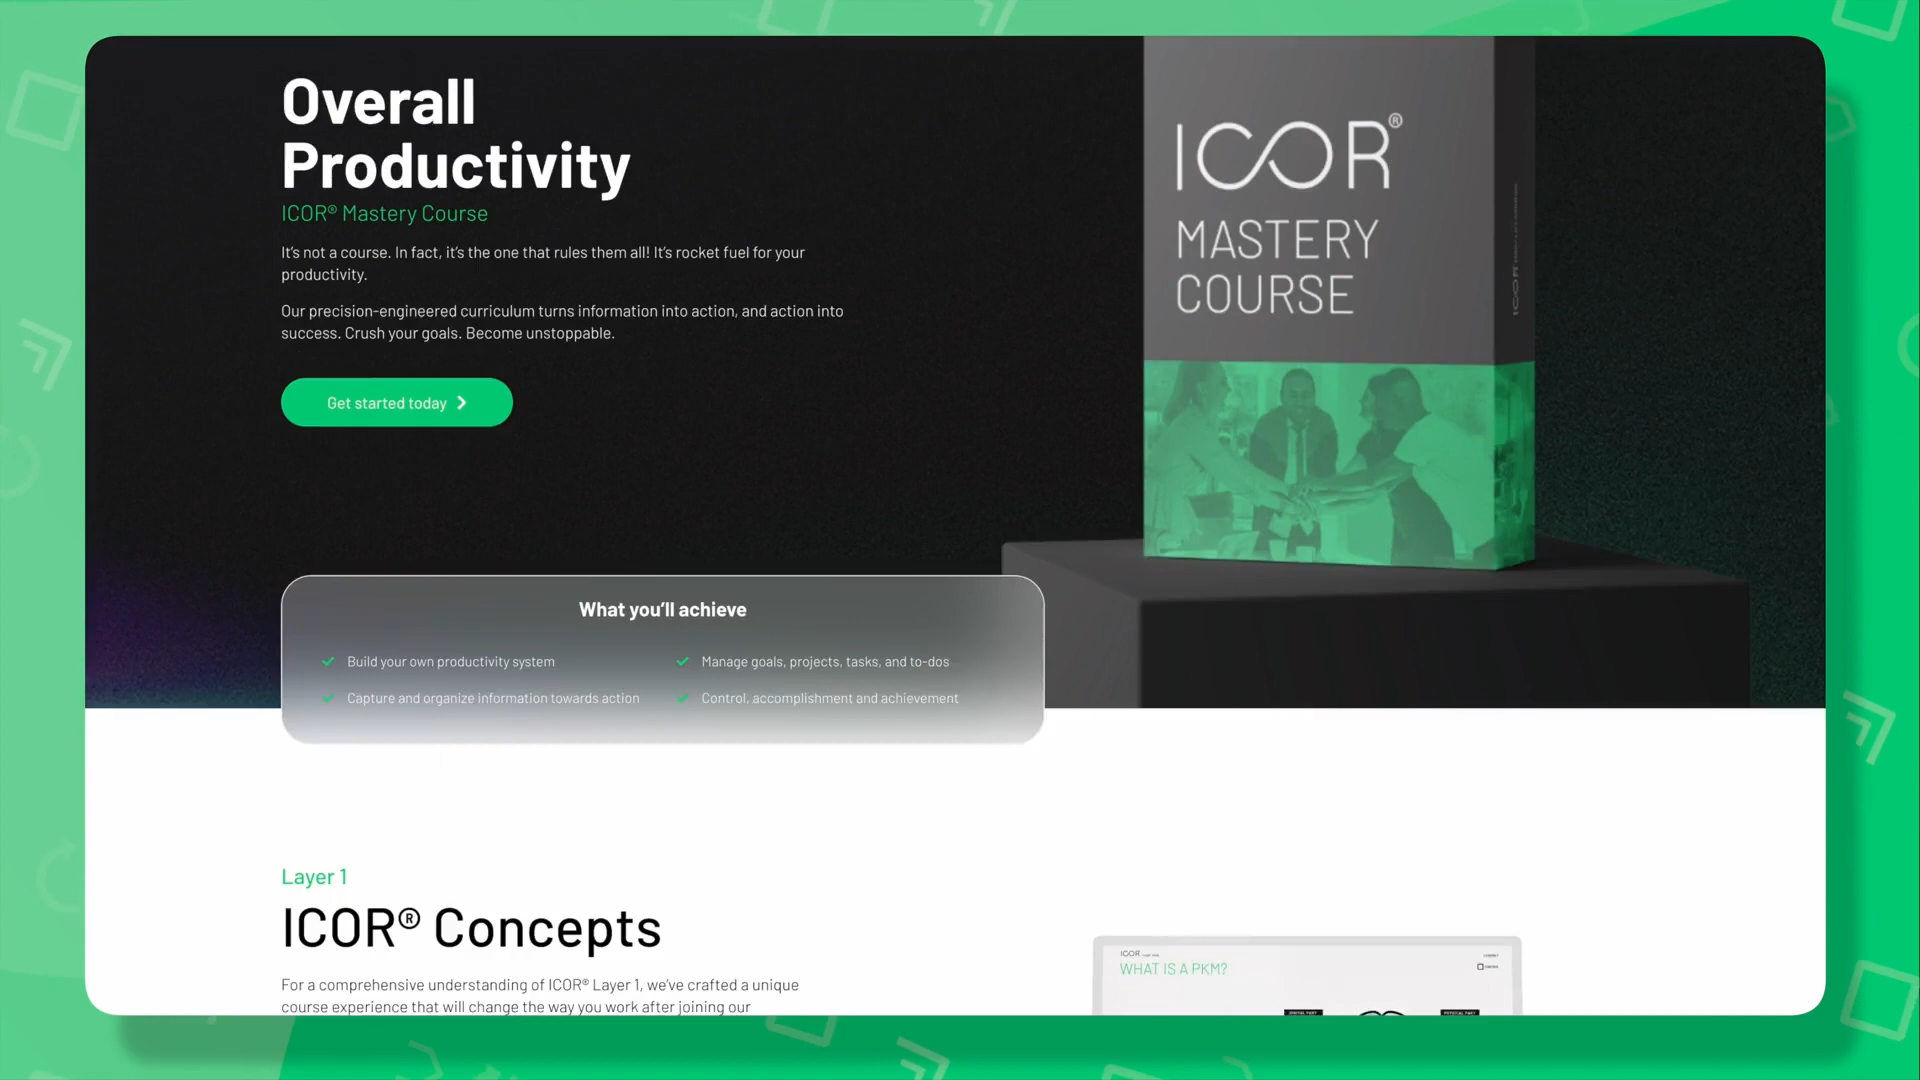 Overall
Productivity
ICOR® Mastery Course
It's not a course. In fact, it's the one that rules them all! It's rocket fuel for your
productivity.
Our precision-engineered curriculum turns information into action, and action into
success. Crush your goals. Become unstoppable.
Get started today
ICOR®
MASTERY
COURSE
What you'll achieve
Build your own productivity system
Manage goals, projects, tasks, and to-dos
Capture and organize information towards action
Control, accomplishment and achievement
Layer 1
ICOR® Concepts
For a comprehensive understanding of ICOR® Layer 1, we've crafted a unique
course experience that will change the way you work after joining our
ICOR
WHAT IS A PKM?
DIGITAL PART
PHYSICAL PART